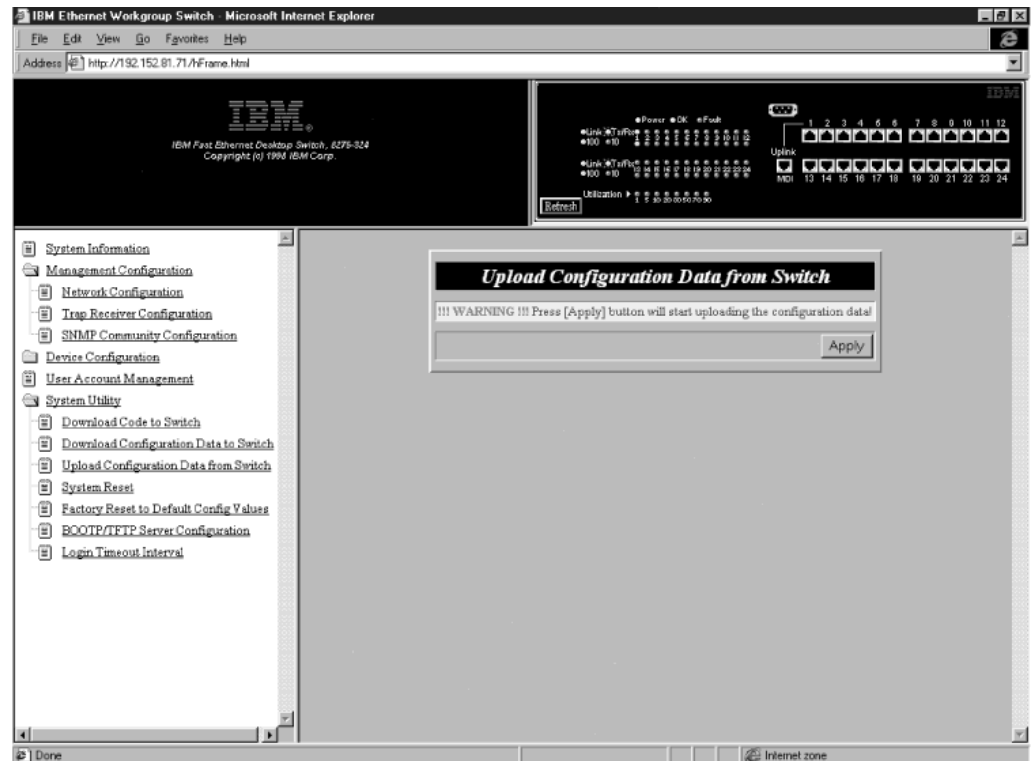 IBM Ethernet Workgroup Switch - Microsoft Internet Explorer
File Edit View Go Favorites Help
Address http://192.152.81.71/hFrame.html
IBM
IBM Fast Ethernet Desktop Switch, 8275-324
Copyright (c) 1998 IBM Corp.
IBM
Power OK Fault
Link Tx/Rx
100 10
1 2 3 4 5 6 7 8 9 10 11 12
Uplink
Link Tx/Rx
100 10
MDI 13 14 15 16 17 18 19 20 21 22 23 24
Utilization
Refresh
System Information
Management Configuration
Network Configuration
Trap Receiver Configuration
SNMP Community Configuration
Device Configuration
User Account Management
System Utility
Download Code to Switch
Download Configuration Data to Switch
Upload Configuration Data from Switch
System Reset
Factory Reset to Default Config Values
BOOTP/TFTP Server Configuration
Login Timeout Interval
Upload Configuration Data from Switch
!!! WARNING !!! Press [Apply] button will start uploading the configuration data!
Apply
Done
Internet zone